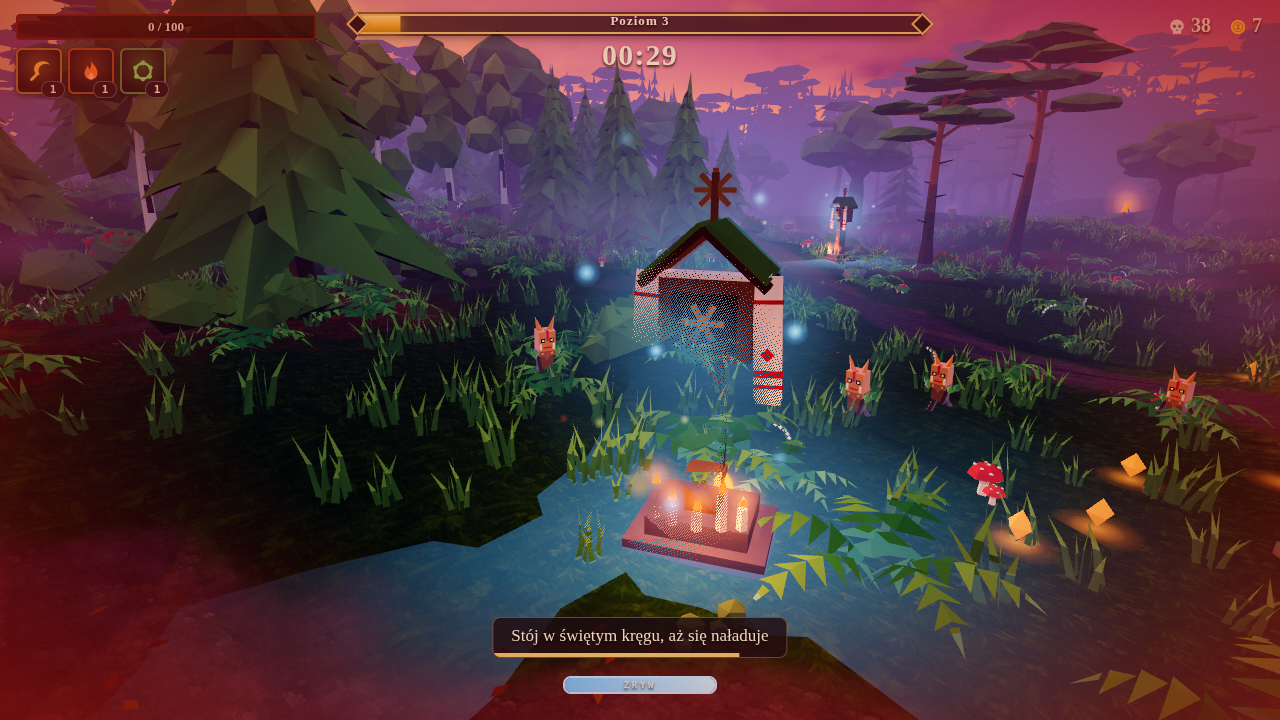 0 / 100
Poziom 3
00:29
38
7
1
1
1
Stój w świętym kręgu, aż się naładuje
ZRYW